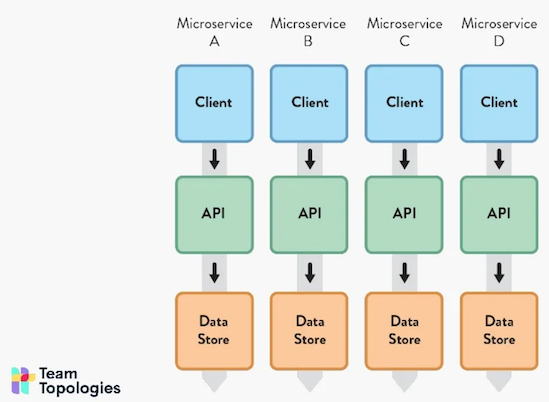 Microservice A
Microservice B
Microservice C
Microservice D
Client
Client
Client
Client
API
API
API
API
Data
Store
Data
Store
Data
Store
Data
Store
Team
Topologies